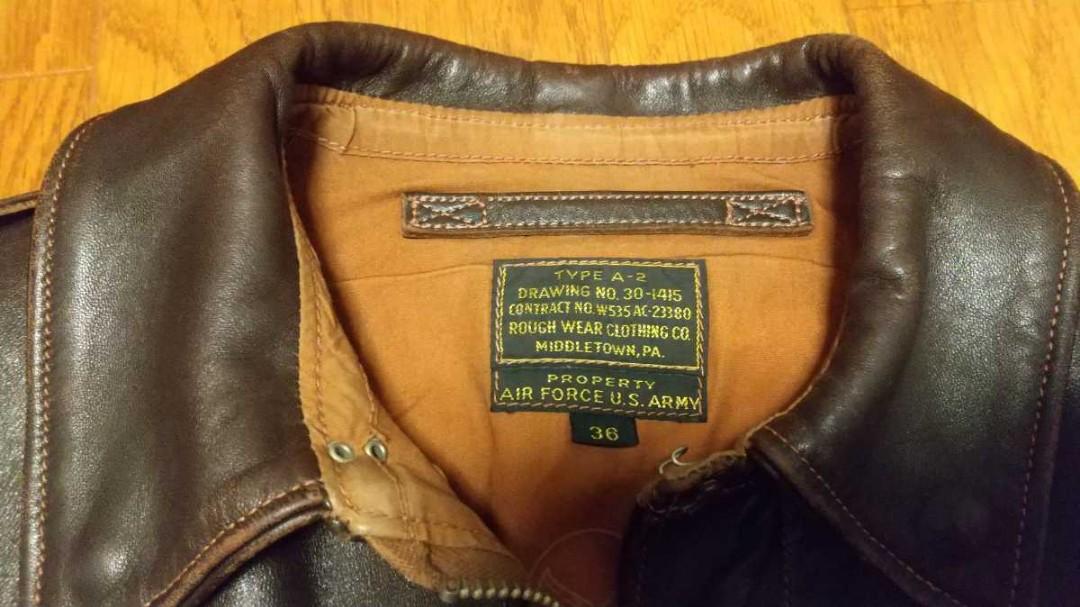 TYPE A-2
DRAWING NO. 30-1415
CONTRACT NO. W535 AC-23380
ROUGH WEAR CLOTHING CO.
MIDDLETOWN, PA.
PROPERTY
AIR FORCE U.S. ARMY
36